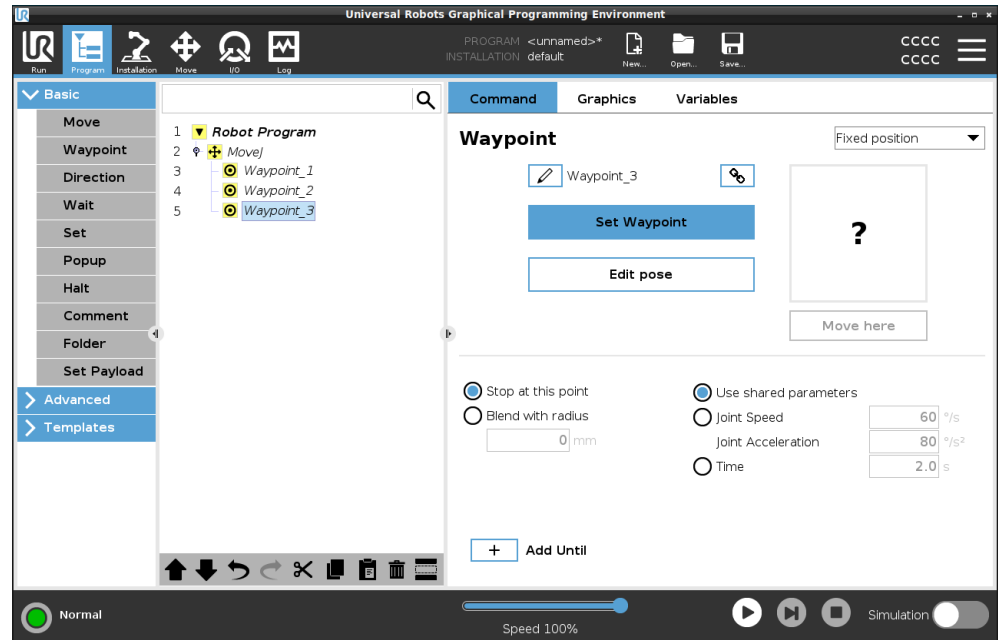 Universal Robots Graphical Programming Environment
UR
Run
Program
Installation
Move
I/O
Log
PROGRAM <unnamed>*
INSTALLATION default
New...
Open...
Save...
CCCC
CCCC
Basic
Move
Waypoint
Direction
Wait
Set
Popup
Halt
Comment
Folder
Set Payload
Advanced
Templates
1 Robot Program
2 MoveJ
3 Waypoint_1
4 Waypoint_2
5 Waypoint_3
Command Graphics Variables
Waypoint
Fixed position
Waypoint_3
Set Waypoint
Edit pose
?
Move here
Stop at this point
Blend with radius
0 mm
Use shared parameters
Joint Speed 60 °/s
Joint Acceleration 80 °/s²
Time 2.0 s
+ Add Until
Normal
Speed 100%
Simulation